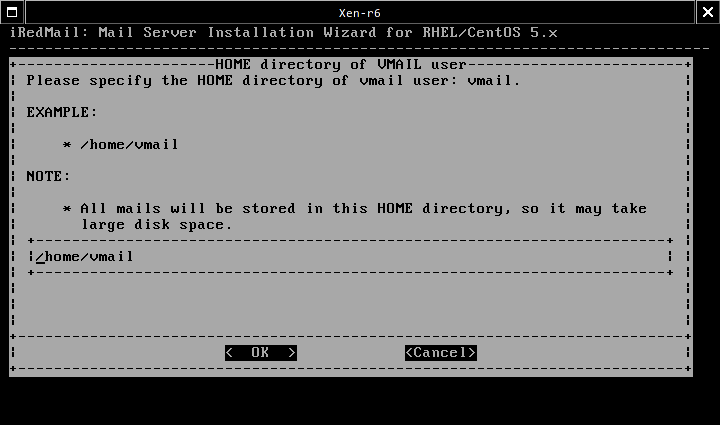 Xen-r6
iRedMail: Mail Server Installation Wizard for RHEL/CentOS 5.x
HOME directory of VMAIL user
Please specify the HOME directory of vmail user: vmail.
EXAMPLE:
* /home/vmail
NOTE:
* All mails will be stored in this HOME directory, so it may take
large disk space.
/home/vmail
< OK > <Cancel>